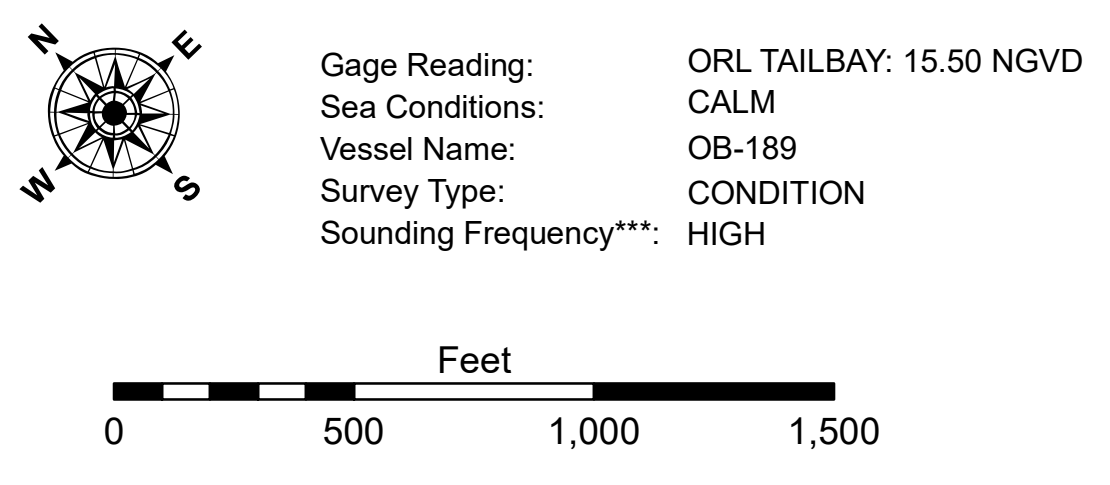 N E
W S
Gage Reading: ORL TAILBAY: 15.50 NGVD
Sea Conditions: CALM
Vessel Name: OB-189
Survey Type: CONDITION
Sounding Frequency***: HIGH
Feet
0 500 1,000 1,500